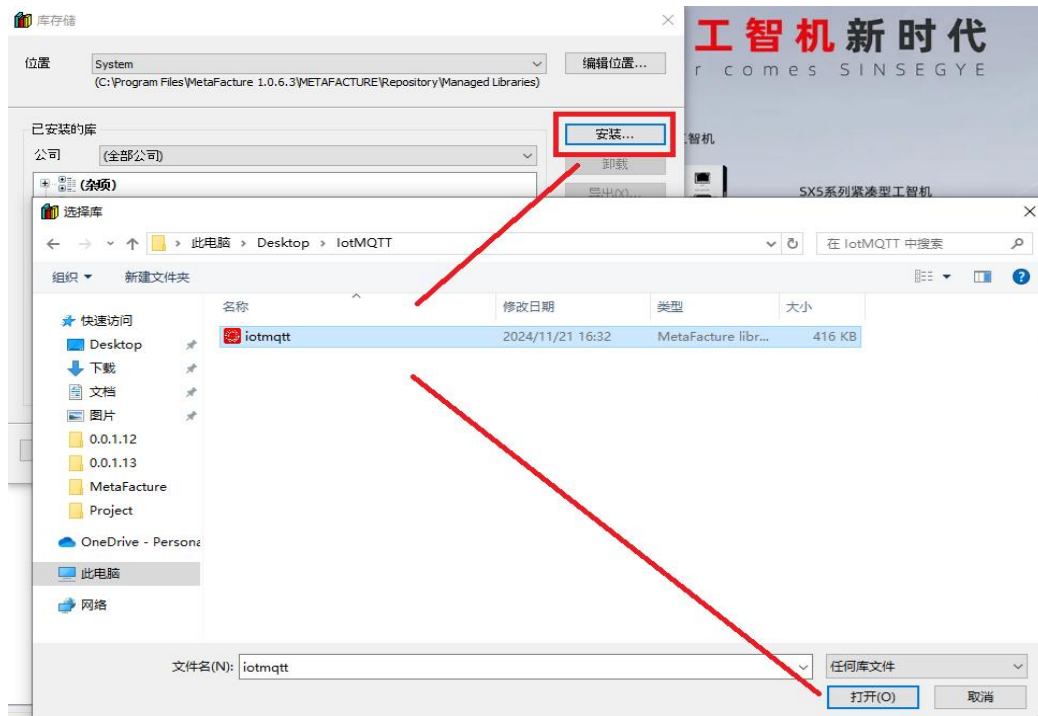 库存储
位置
System
编辑位置...
(C:\Program Files\MetaFacture 1.0.6.3\METAFACTURE\Repository\Managed Libraries)
已安装的库
安装...
公司
(全部公司)
卸载
(杂项)
导出(X)...
工智机新时代
r comes SINSEGYE
智机
SX5系列紧凑型工智机
选择库
此电脑 › Desktop › IotMQTT
在 IotMQTT 中搜索
组织
新建文件夹
名称
修改日期
类型
大小
快速访问
iotmqtt
2024/11/21 16:32
MetaFacture libr...
416 KB
Desktop
下载
文档
图片
0.0.1.12
0.0.1.13
MetaFacture
Project
OneDrive - Persona
此电脑
网络
文件名(N):
iotmqtt
任何库文件
打开(O)
取消